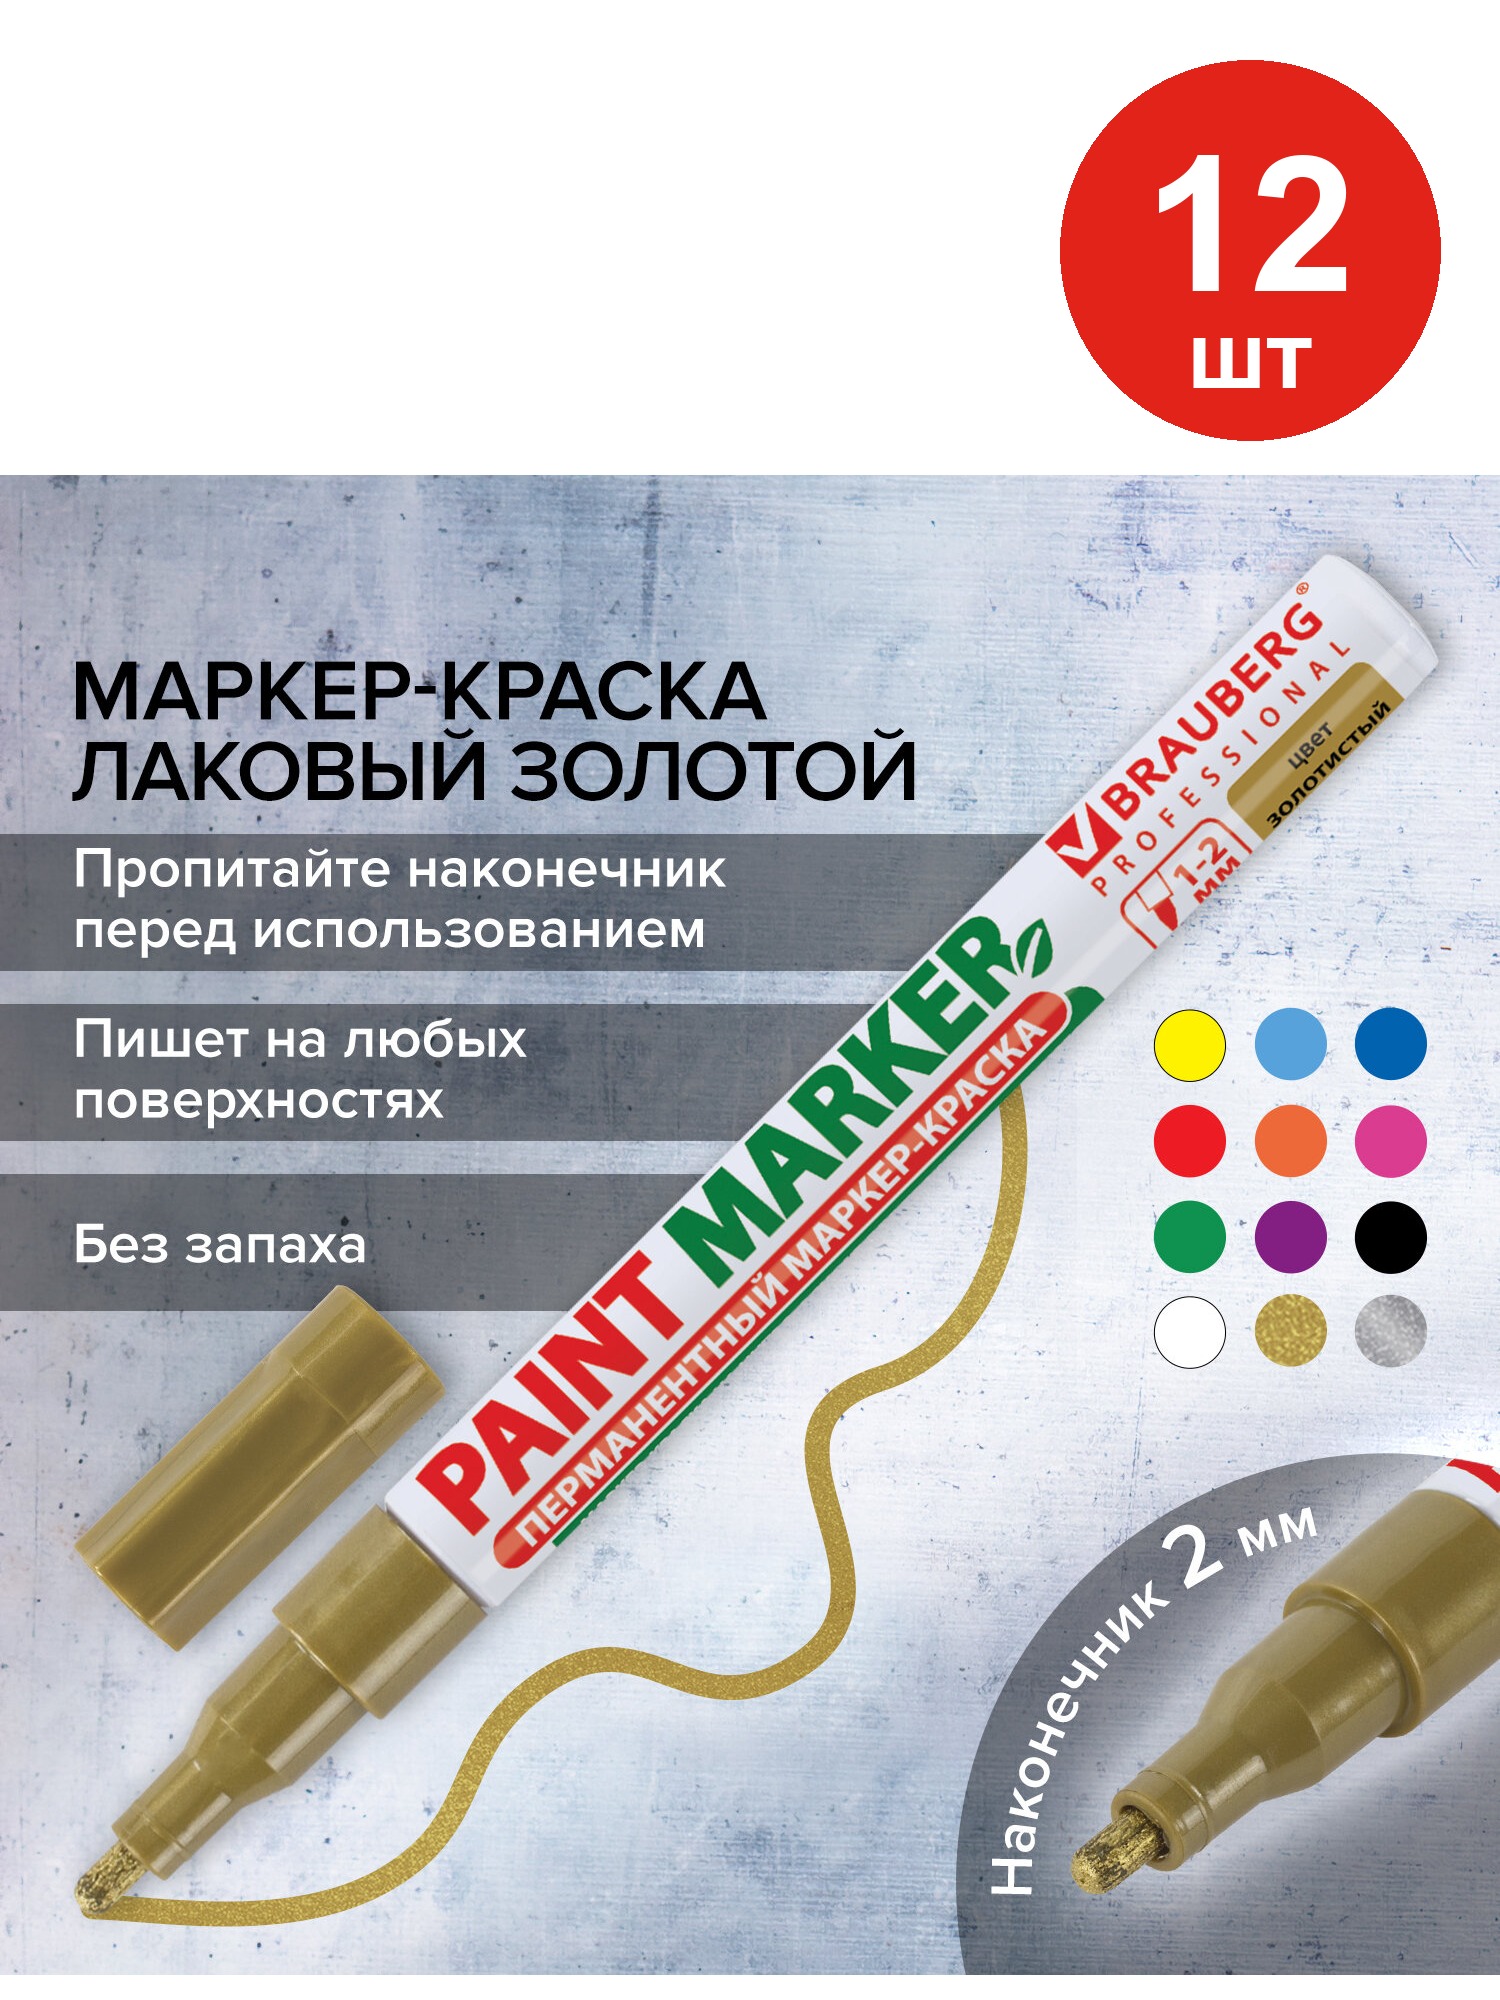 12
шт
МАРКЕР-КРАСКА
ЛАКОВЫЙ ЗОЛОТОЙ
Пропитайте наконечник
перед использованием
Пишет на любых
поверхностях
Без запаха
BRAUBERG®
PROFESSIONAL
цвет
золотистый
1-2
мм
PAINT MARKER
ПЕРМАНЕНТНЫЙ МАРКЕР-КРАСКА
Наконечник 2 мм